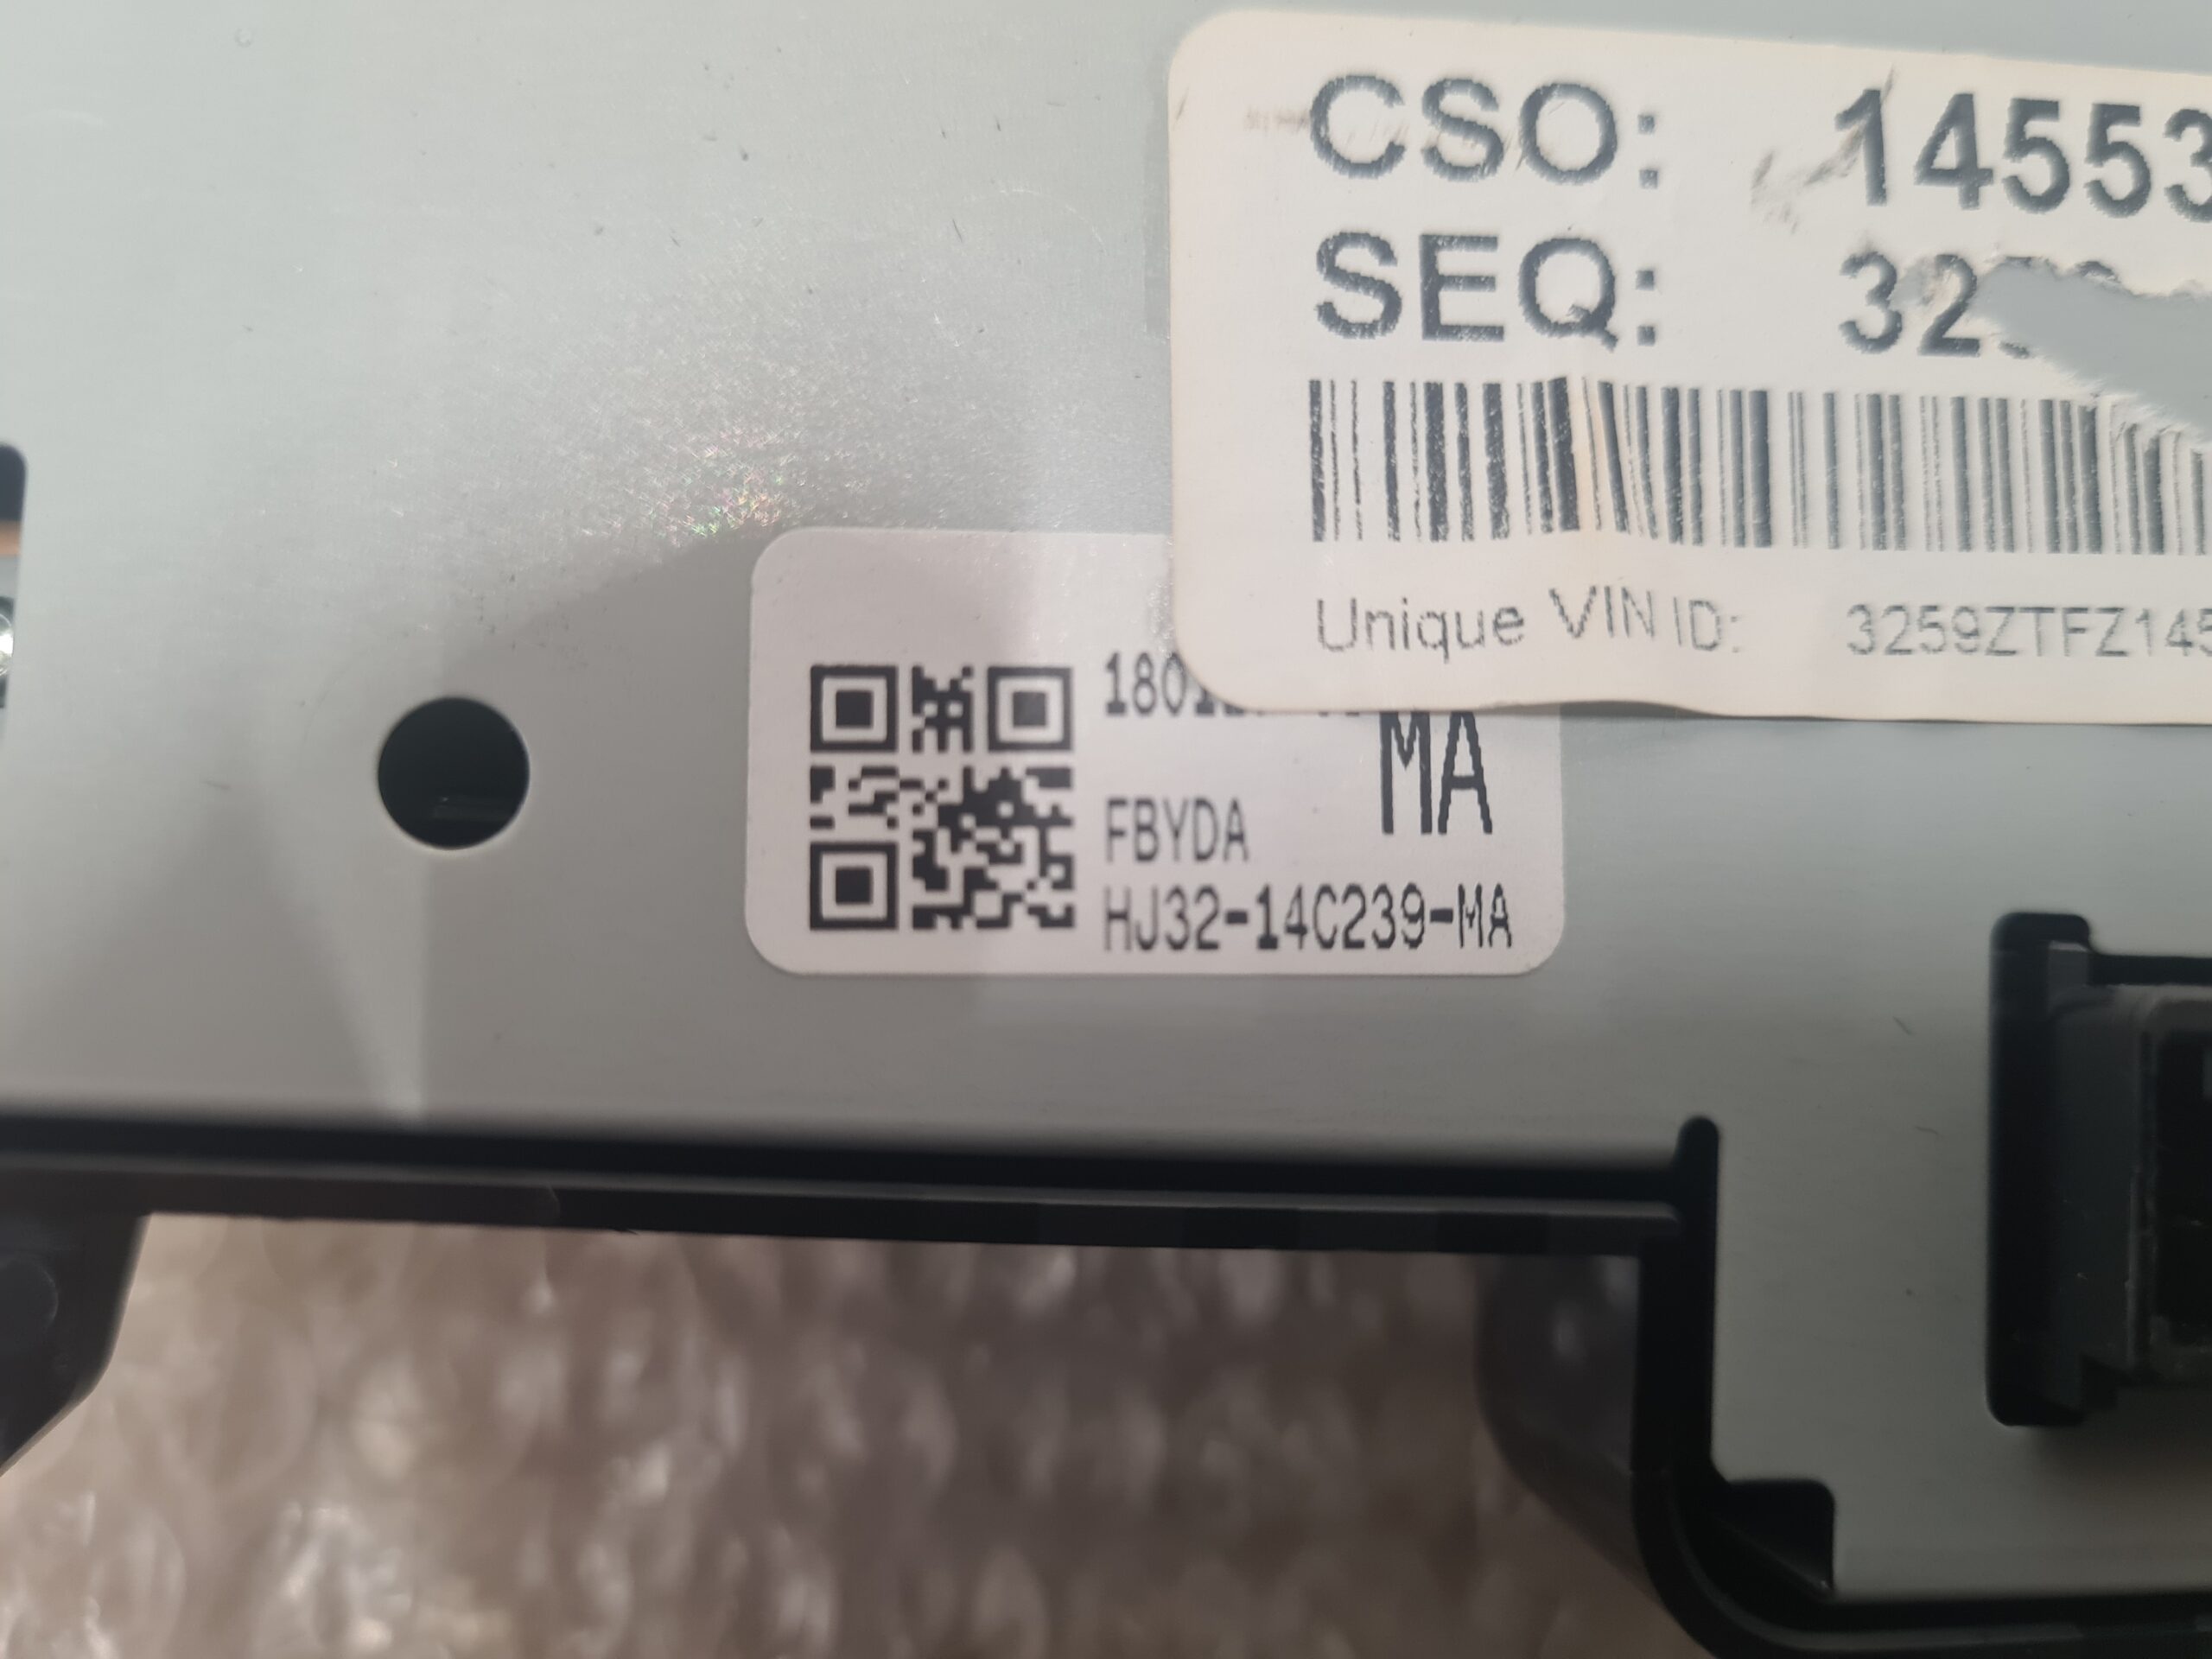 CSO: 14553
SEQ: 32
Unique VIN ID: 3259ZTFZ145
MA
FBYDA
HJ32-14C239-MA